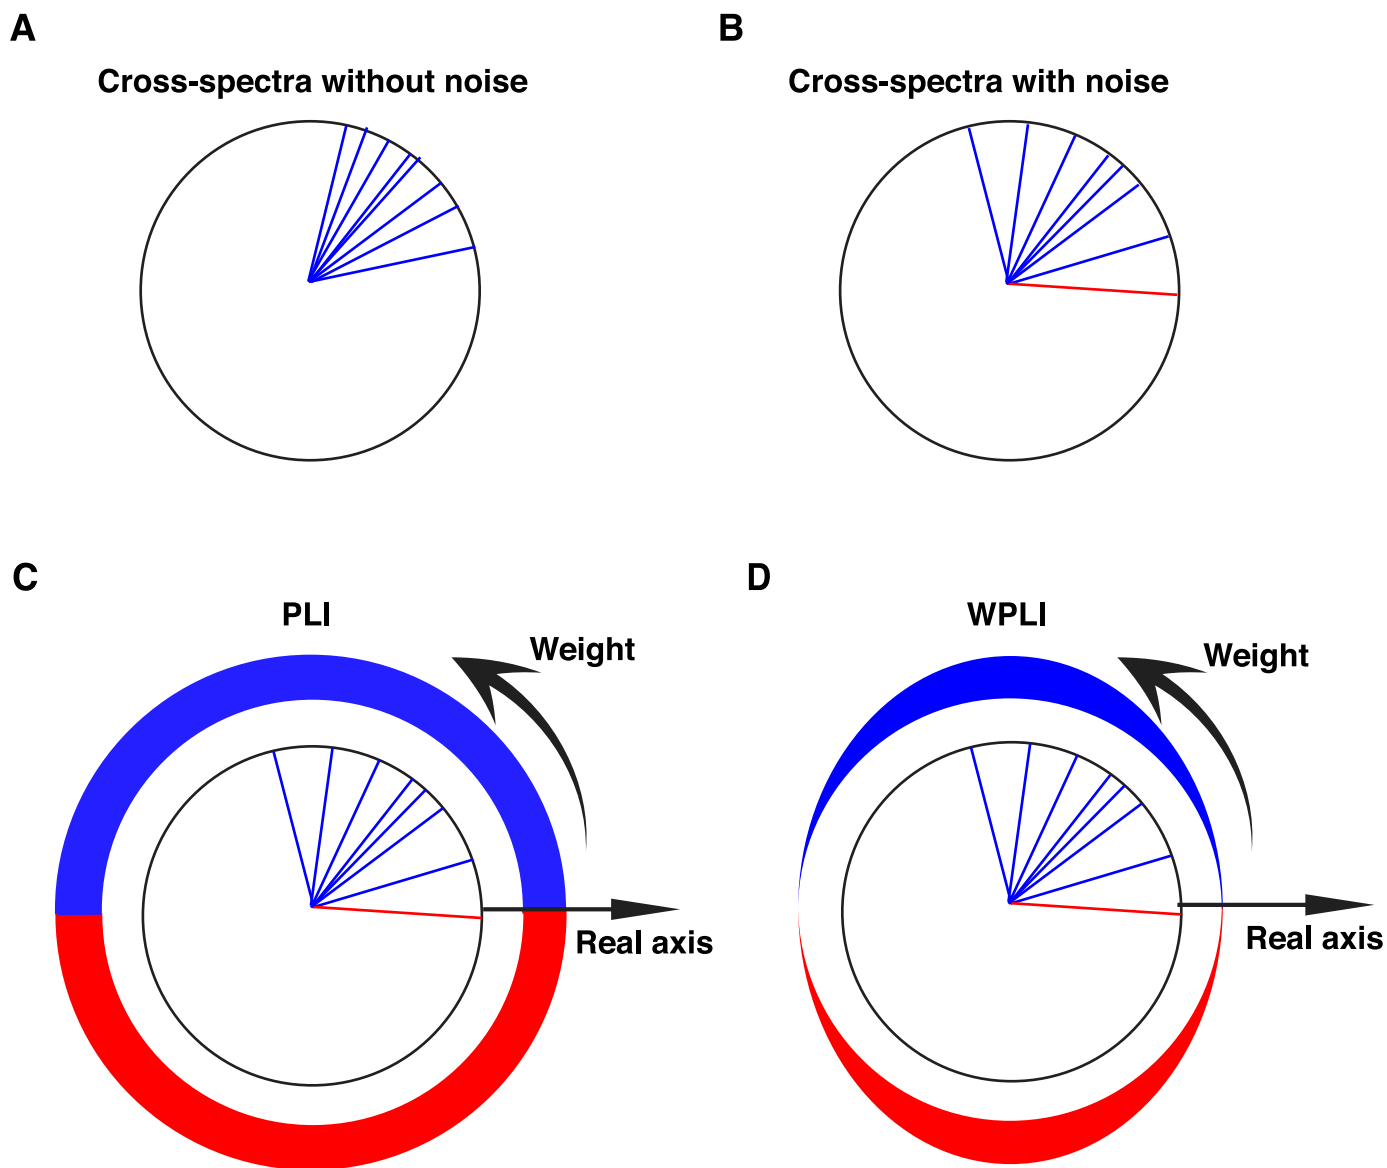 A
B
Cross-spectra without noise
Cross-spectra with noise
C
D
PLI
WPLI
Weight
Weight
Real axis
Real axis